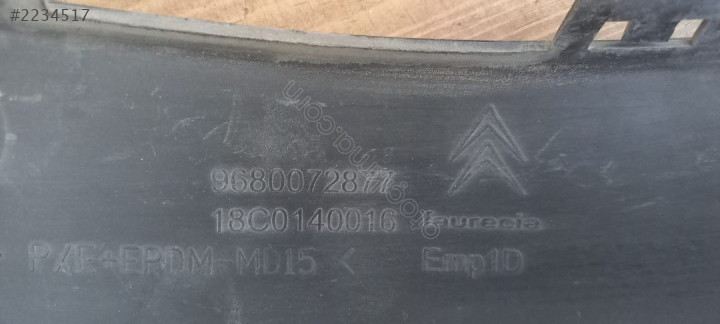 #2234517
9680072877
18C0140016 faurecia
P/E+EPDM-MD15 < Emp1D